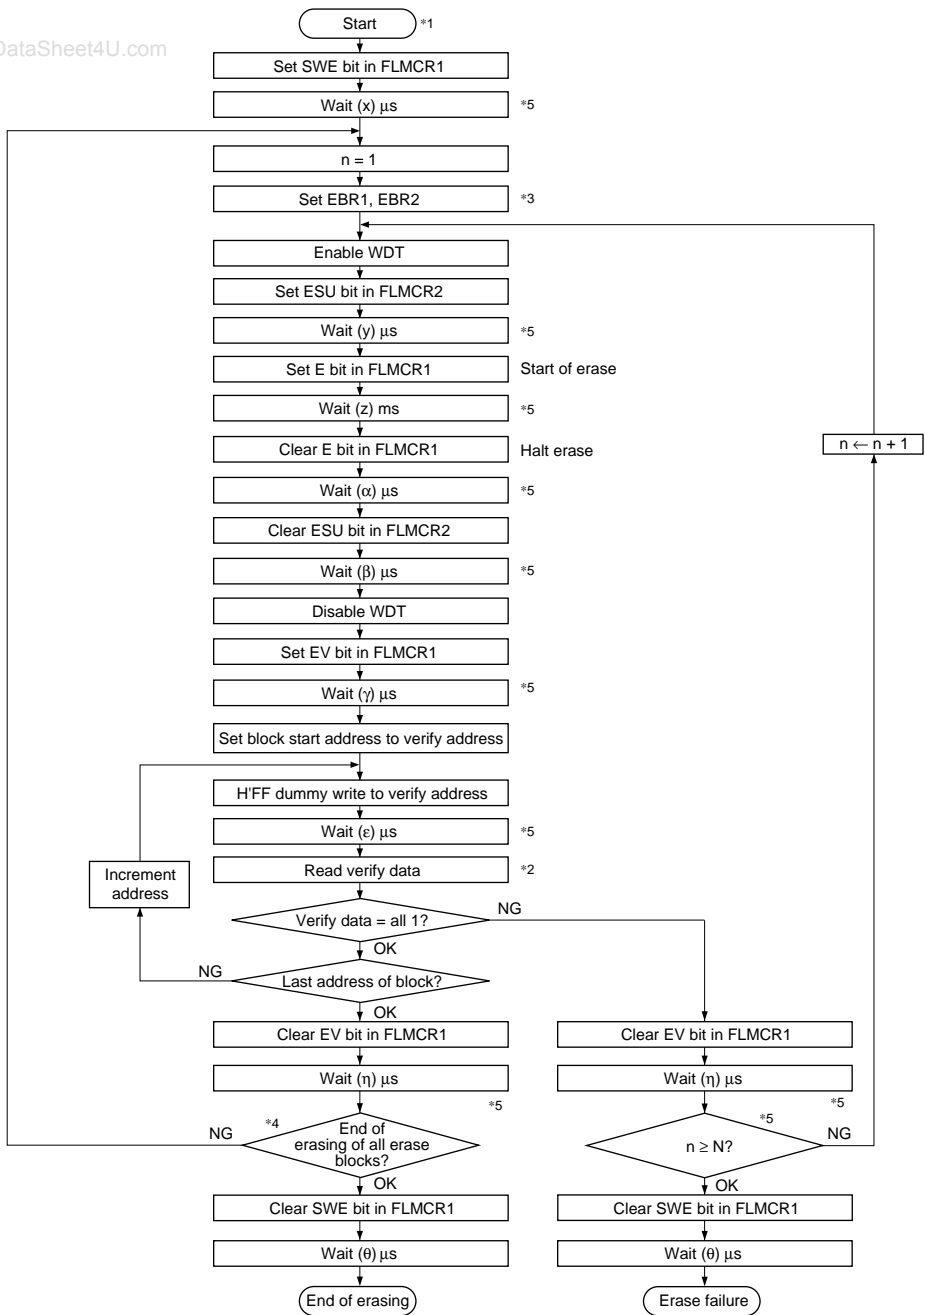 Start *1
DataSheet4U.com
Set SWE bit in FLMCR1
Wait (x) μs *5
n = 1
Set EBR1, EBR2 *3
Enable WDT
Set ESU bit in FLMCR2
Wait (y) μs *5
Set E bit in FLMCR1 Start of erase
Wait (z) ms *5
Clear E bit in FLMCR1 Halt erase
n ← n + 1
Wait (α) μs *5
Clear ESU bit in FLMCR2
Wait (β) μs *5
Disable WDT
Set EV bit in FLMCR1
Wait (γ) μs *5
Set block start address to verify address
H'FF dummy write to verify address
Wait (ε) μs *5
Read verify data *2
Increment
address
Verify data = all 1? NG
OK
NG Last address of block?
OK
Clear EV bit in FLMCR1 Clear EV bit in FLMCR1
Wait (η) μs Wait (η) μs
*5 *5
NG *4 End of
erasing of all erase
blocks?
*5 n ≥ N? NG
OK OK
Clear SWE bit in FLMCR1 Clear SWE bit in FLMCR1
Wait (θ) μs Wait (θ) μs
End of erasing Erase failure